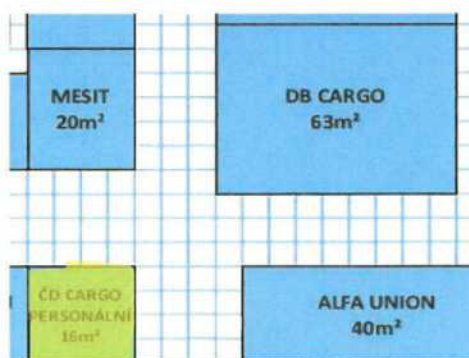 MESIT
20m²
DB CARGO
63m²
ČD CARGO
PERSONÁLNÍ
16m²
ALFA UNION
40m²